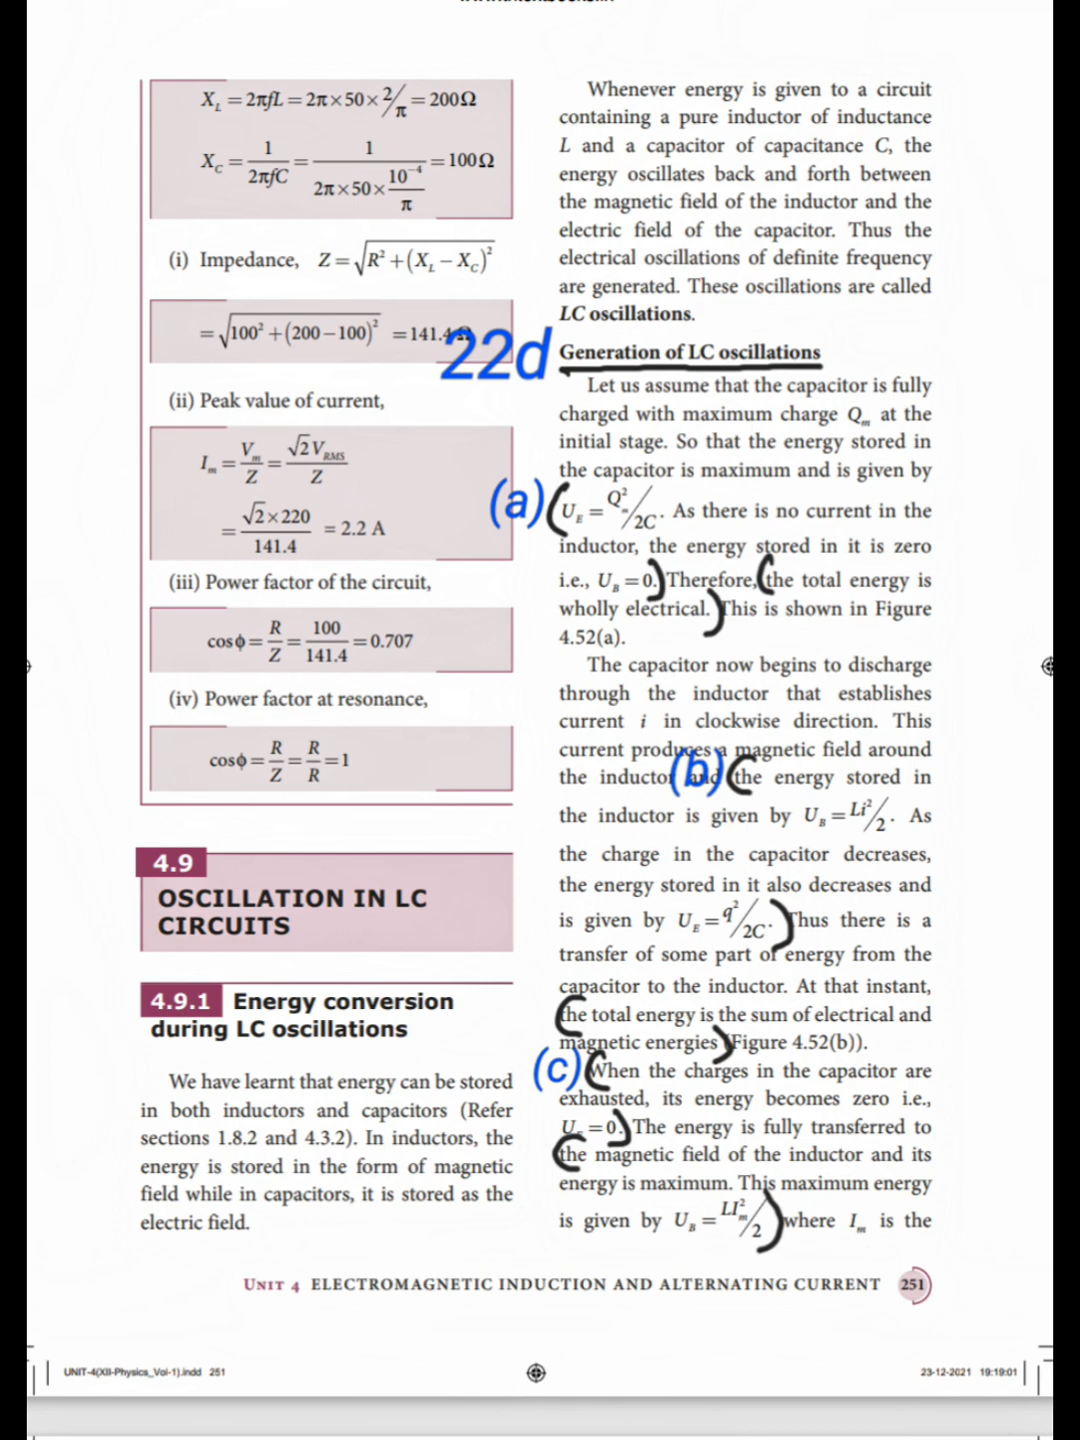 X_L = 2πfL = 2π×50×2/π = 200Ω
X_C = 1/(2πfC) = 1/(2π×50×10⁻⁴/π) = 100Ω
(i) Impedance, Z = √(R² + (X_L − X_C)²)
= √(100² + (200 − 100)²) = 141.4 Ω
(ii) Peak value of current,
I_m = V_m/Z = √2 V_RMS/Z
= √2×220/141.4 = 2.2 A
(iii) Power factor of the circuit,
cosϕ = R/Z = 100/141.4 = 0.707
(iv) Power factor at resonance,
cosϕ = R/Z = R/R = 1
4.9
OSCILLATION IN LC
CIRCUITS
4.9.1 Energy conversion
during LC oscillations
We have learnt that energy can be stored
in both inductors and capacitors (Refer
sections 1.8.2 and 4.3.2). In inductors, the
energy is stored in the form of magnetic
field while in capacitors, it is stored as the
electric field.
Whenever energy is given to a circuit
containing a pure inductor of inductance
L and a capacitor of capacitance C, the
energy oscillates back and forth between
the magnetic field of the inductor and the
electric field of the capacitor. Thus the
electrical oscillations of definite frequency
are generated. These oscillations are called
LC oscillations.
22d
Generation of LC oscillations
Let us assume that the capacitor is fully
charged with maximum charge Q_m at the
initial stage. So that the energy stored in
the capacitor is maximum and is given by
(a) (U_E = Q_m²/2C. As there is no current in the
inductor, the energy stored in it is zero
i.e., U_B = 0.) Therefore, (the total energy is
wholly electrical.) This is shown in Figure
4.52(a).
The capacitor now begins to discharge
through the inductor that establishes
current i in clockwise direction. This
current produces a magnetic field around
the inductor and (b) (the energy stored in
the inductor is given by U_B = Li²/2. As
the charge in the capacitor decreases,
the energy stored in it also decreases and
is given by U_E = q²/2C.) Thus there is a
transfer of some part of energy from the
capacitor to the inductor. At that instant,
(the total energy is the sum of electrical and
magnetic energies) (Figure 4.52(b)).
(c) (When the charges in the capacitor are
exhausted, its energy becomes zero i.e.,
U_E = 0.) The energy is fully transferred to
(the magnetic field of the inductor and its
energy is maximum. This maximum energy
is given by U_B = LI_m²/2) where I_m is the
UNIT 4 ELECTROMAGNETIC INDUCTION AND ALTERNATING CURRENT 251
UNIT-4(XII-Physics_Vol-1).indd 251
23-12-2021 19:19:01